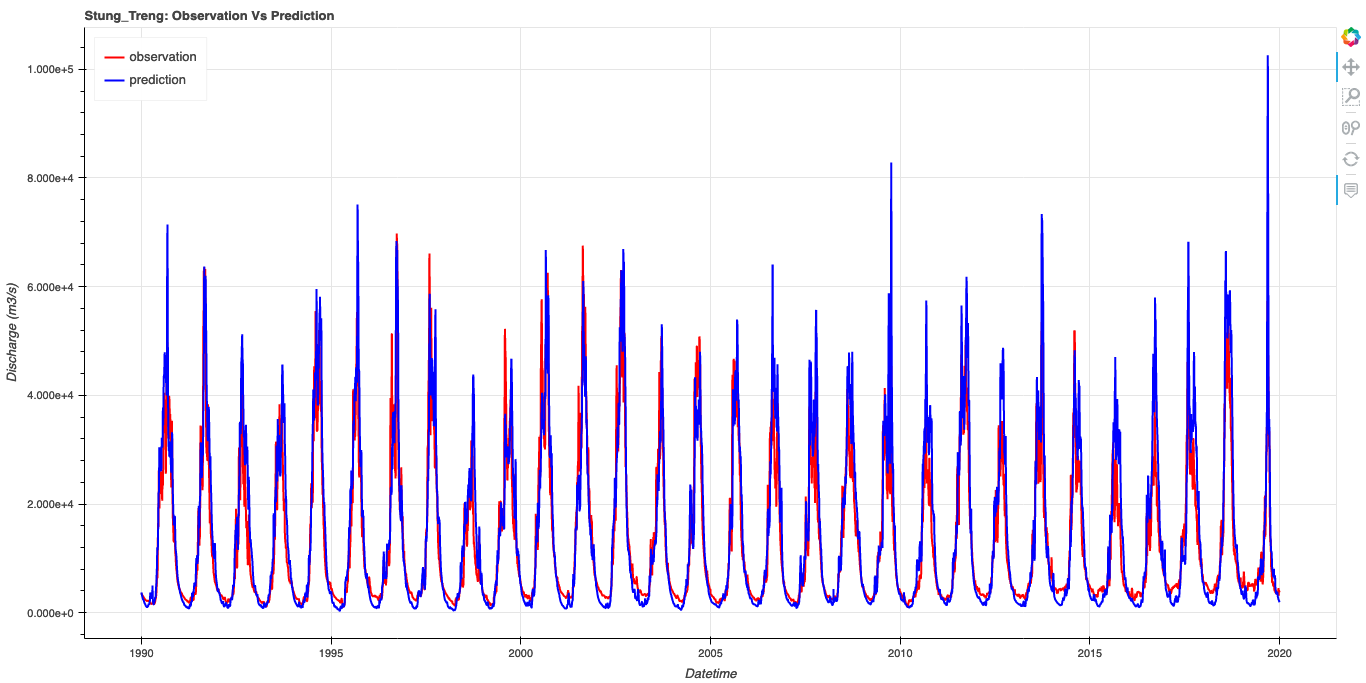 Stung_Treng: Observation Vs Prediction
observation
prediction
1.000e+5
8.000e+4
6.000e+4
4.000e+4
2.000e+4
0.000e+0
Discharge (m3/s)
1990
1995
2000
2005
2010
2015
2020
Datetime